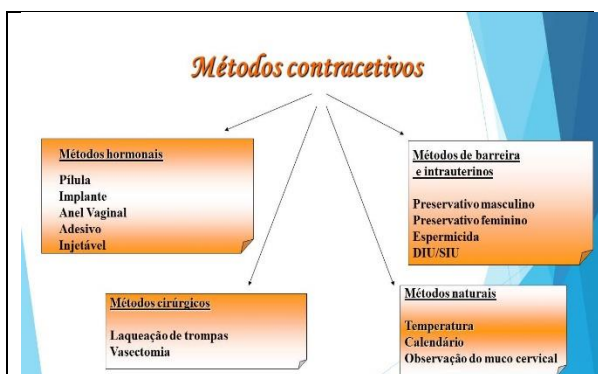 Métodos contracetivos
Métodos hormonais
Pílula
Implante
Anel Vaginal
Adesivo
Injetável
Métodos de barreira
e intrauterinos
Preservativo masculino
Preservativo feminino
Espermicida
DIU/SIU
Métodos cirúrgicos
Laqueação de trompas
Vasectomia
Métodos naturais
Temperatura
Calendário
Observação do muco cervical